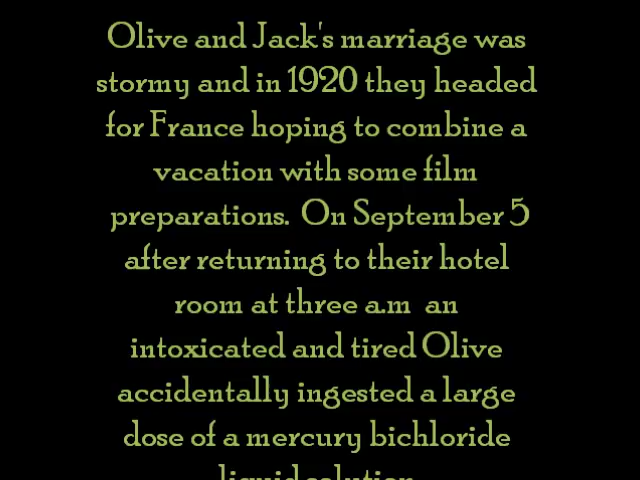 Olive and Jack's marriage was
stormy and in 1920 they headed
for France hoping to combine a
vacation with some film
preparations. On September 5
after returning to their hotel
room at three a.m an
intoxicated and tired Olive
accidentally ingested a large
dose of a mercury bichloride
liquid solution